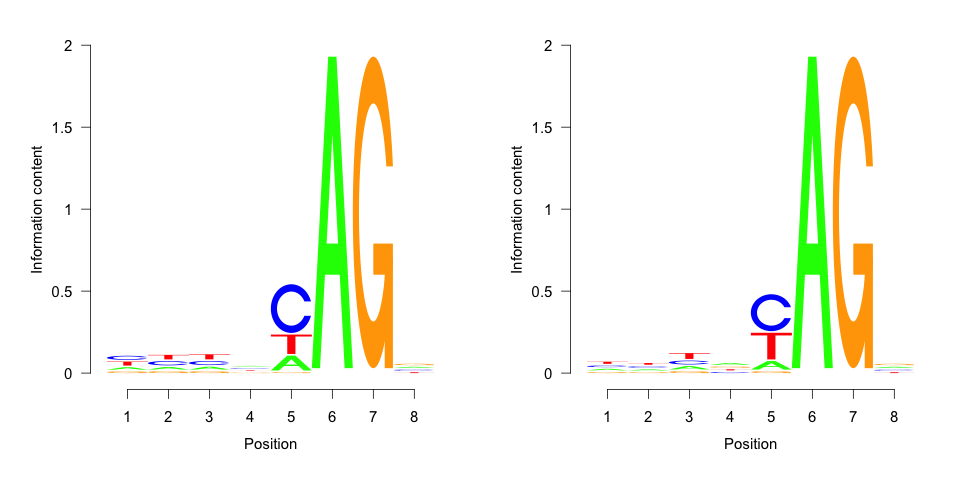 2
1.5
1
0.5
0
Information content
C
T
A
A
G
1 2 3 4 5 6 7 8
Position
2
1.5
1
0.5
0
Information content
C
T
A
A
G
1 2 3 4 5 6 7 8
Position